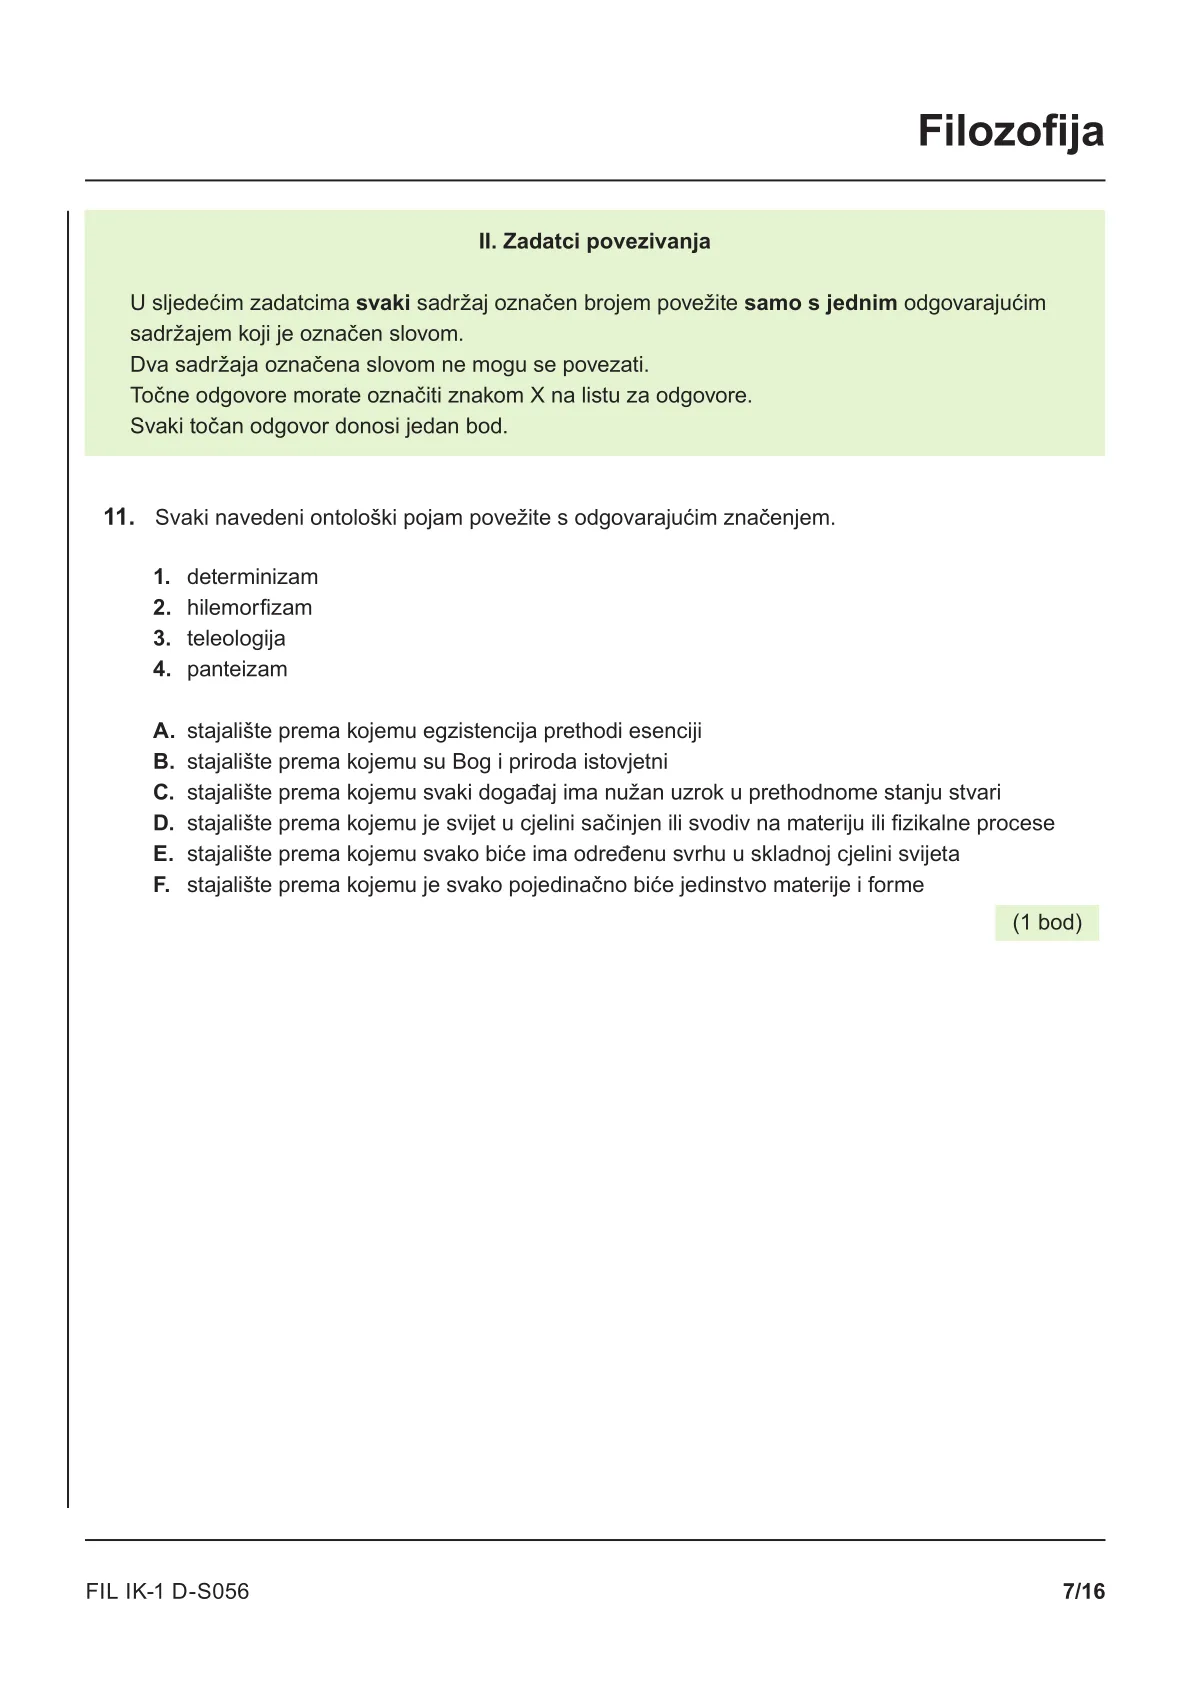 Filozofija
II. Zadatci povezivanja
U sljedećim zadatcima svaki sadržaj označen brojem povežite samo s jednim odgovarajućim
sadržajem koji je označen slovom.
Dva sadržaja označena slovom ne mogu se povezati.
Točne odgovore morate označiti znakom X na listu za odgovore.
Svaki točan odgovor donosi jedan bod.
11. Svaki navedeni ontološki pojam povežite s odgovarajućim značenjem.
1. determinizam
2. hilemorfizam
3. teleologija
4. panteizam
A. stajalište prema kojemu egzistencija prethodi esenciji
B. stajalište prema kojemu su Bog i priroda istovjetni
C. stajalište prema kojemu svaki događaj ima nužan uzrok u prethodnome stanju stvari
D. stajalište prema kojemu je svijet u cjelini sačinjen ili svodiv na materiju ili fizikalne procese
E. stajalište prema kojemu svako biće ima određenu svrhu u skladnoj cjelini svijeta
F. stajalište prema kojemu je svako pojedinačno biće jedinstvo materije i forme
(1 bod)
FIL IK-1 D-S056
7/16